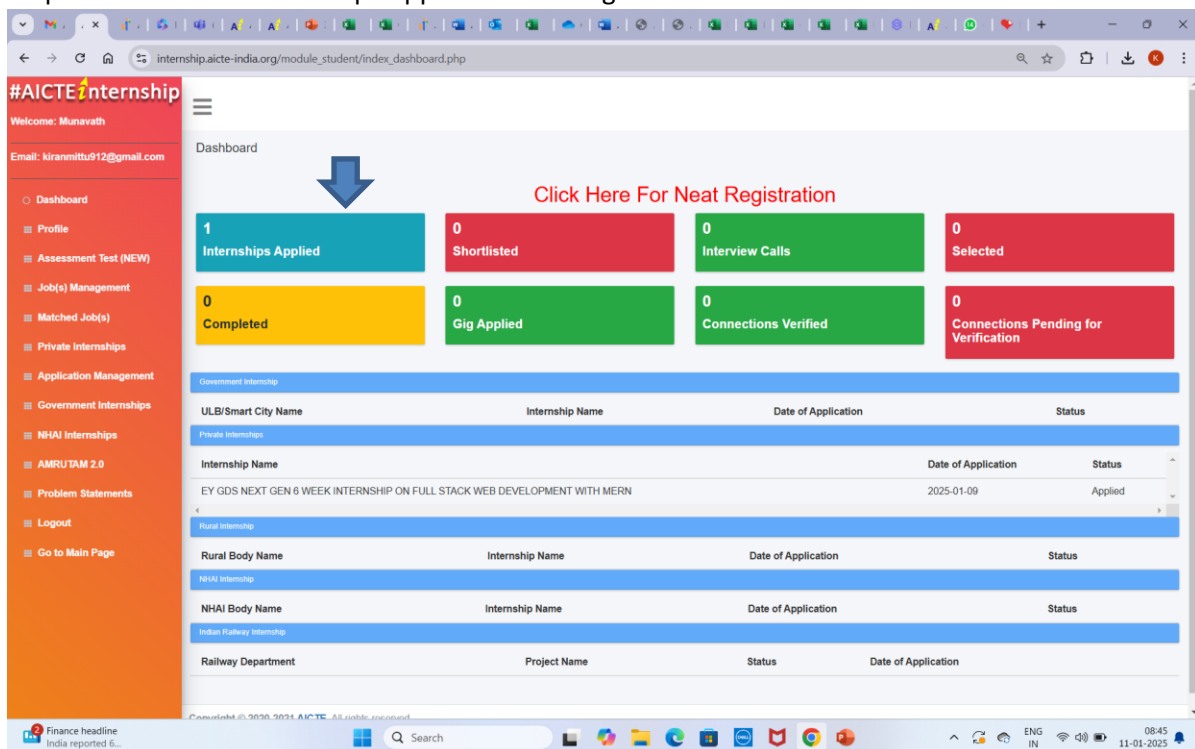 internship.aicte-india.org/module_student/index_dashboard.php
K
#AICTEinternship
Welcome: Munavath
Email: kiranmittu912@gmail.com
Dashboard
Profile
Assessment Test (NEW)
Job(s) Management
Matched Job(s)
Private Internships
Application Management
Government Internships
NHAI Internships
AMRUTAM 2.0
Problem Statements
Logout
Go to Main Page
Dashboard
Click Here For Neat Registration
1
Internships Applied
0
Shortlisted
0
Interview Calls
0
Selected
0
Completed
0
Gig Applied
0
Connections Verified
0
Connections Pending for
Verification
Government Internship
ULB/Smart City Name Internship Name Date of Application Status
Private Internships
Internship Name Date of Application Status
EY GDS NEXT GEN 6 WEEK INTERNSHIP ON FULL STACK WEB DEVELOPMENT WITH MERN 2025-01-09 Applied
Rural Internship
Rural Body Name Internship Name Date of Application Status
NHAI Internship
NHAI Body Name Internship Name Date of Application Status
Indian Railway Internship
Railway Department Project Name Status Date of Application
Copyright © 2020-2021 AICTE. All rights reserved
2
Finance headline
India reported 6...
Search
ENG
IN
08:45
11-01-2025